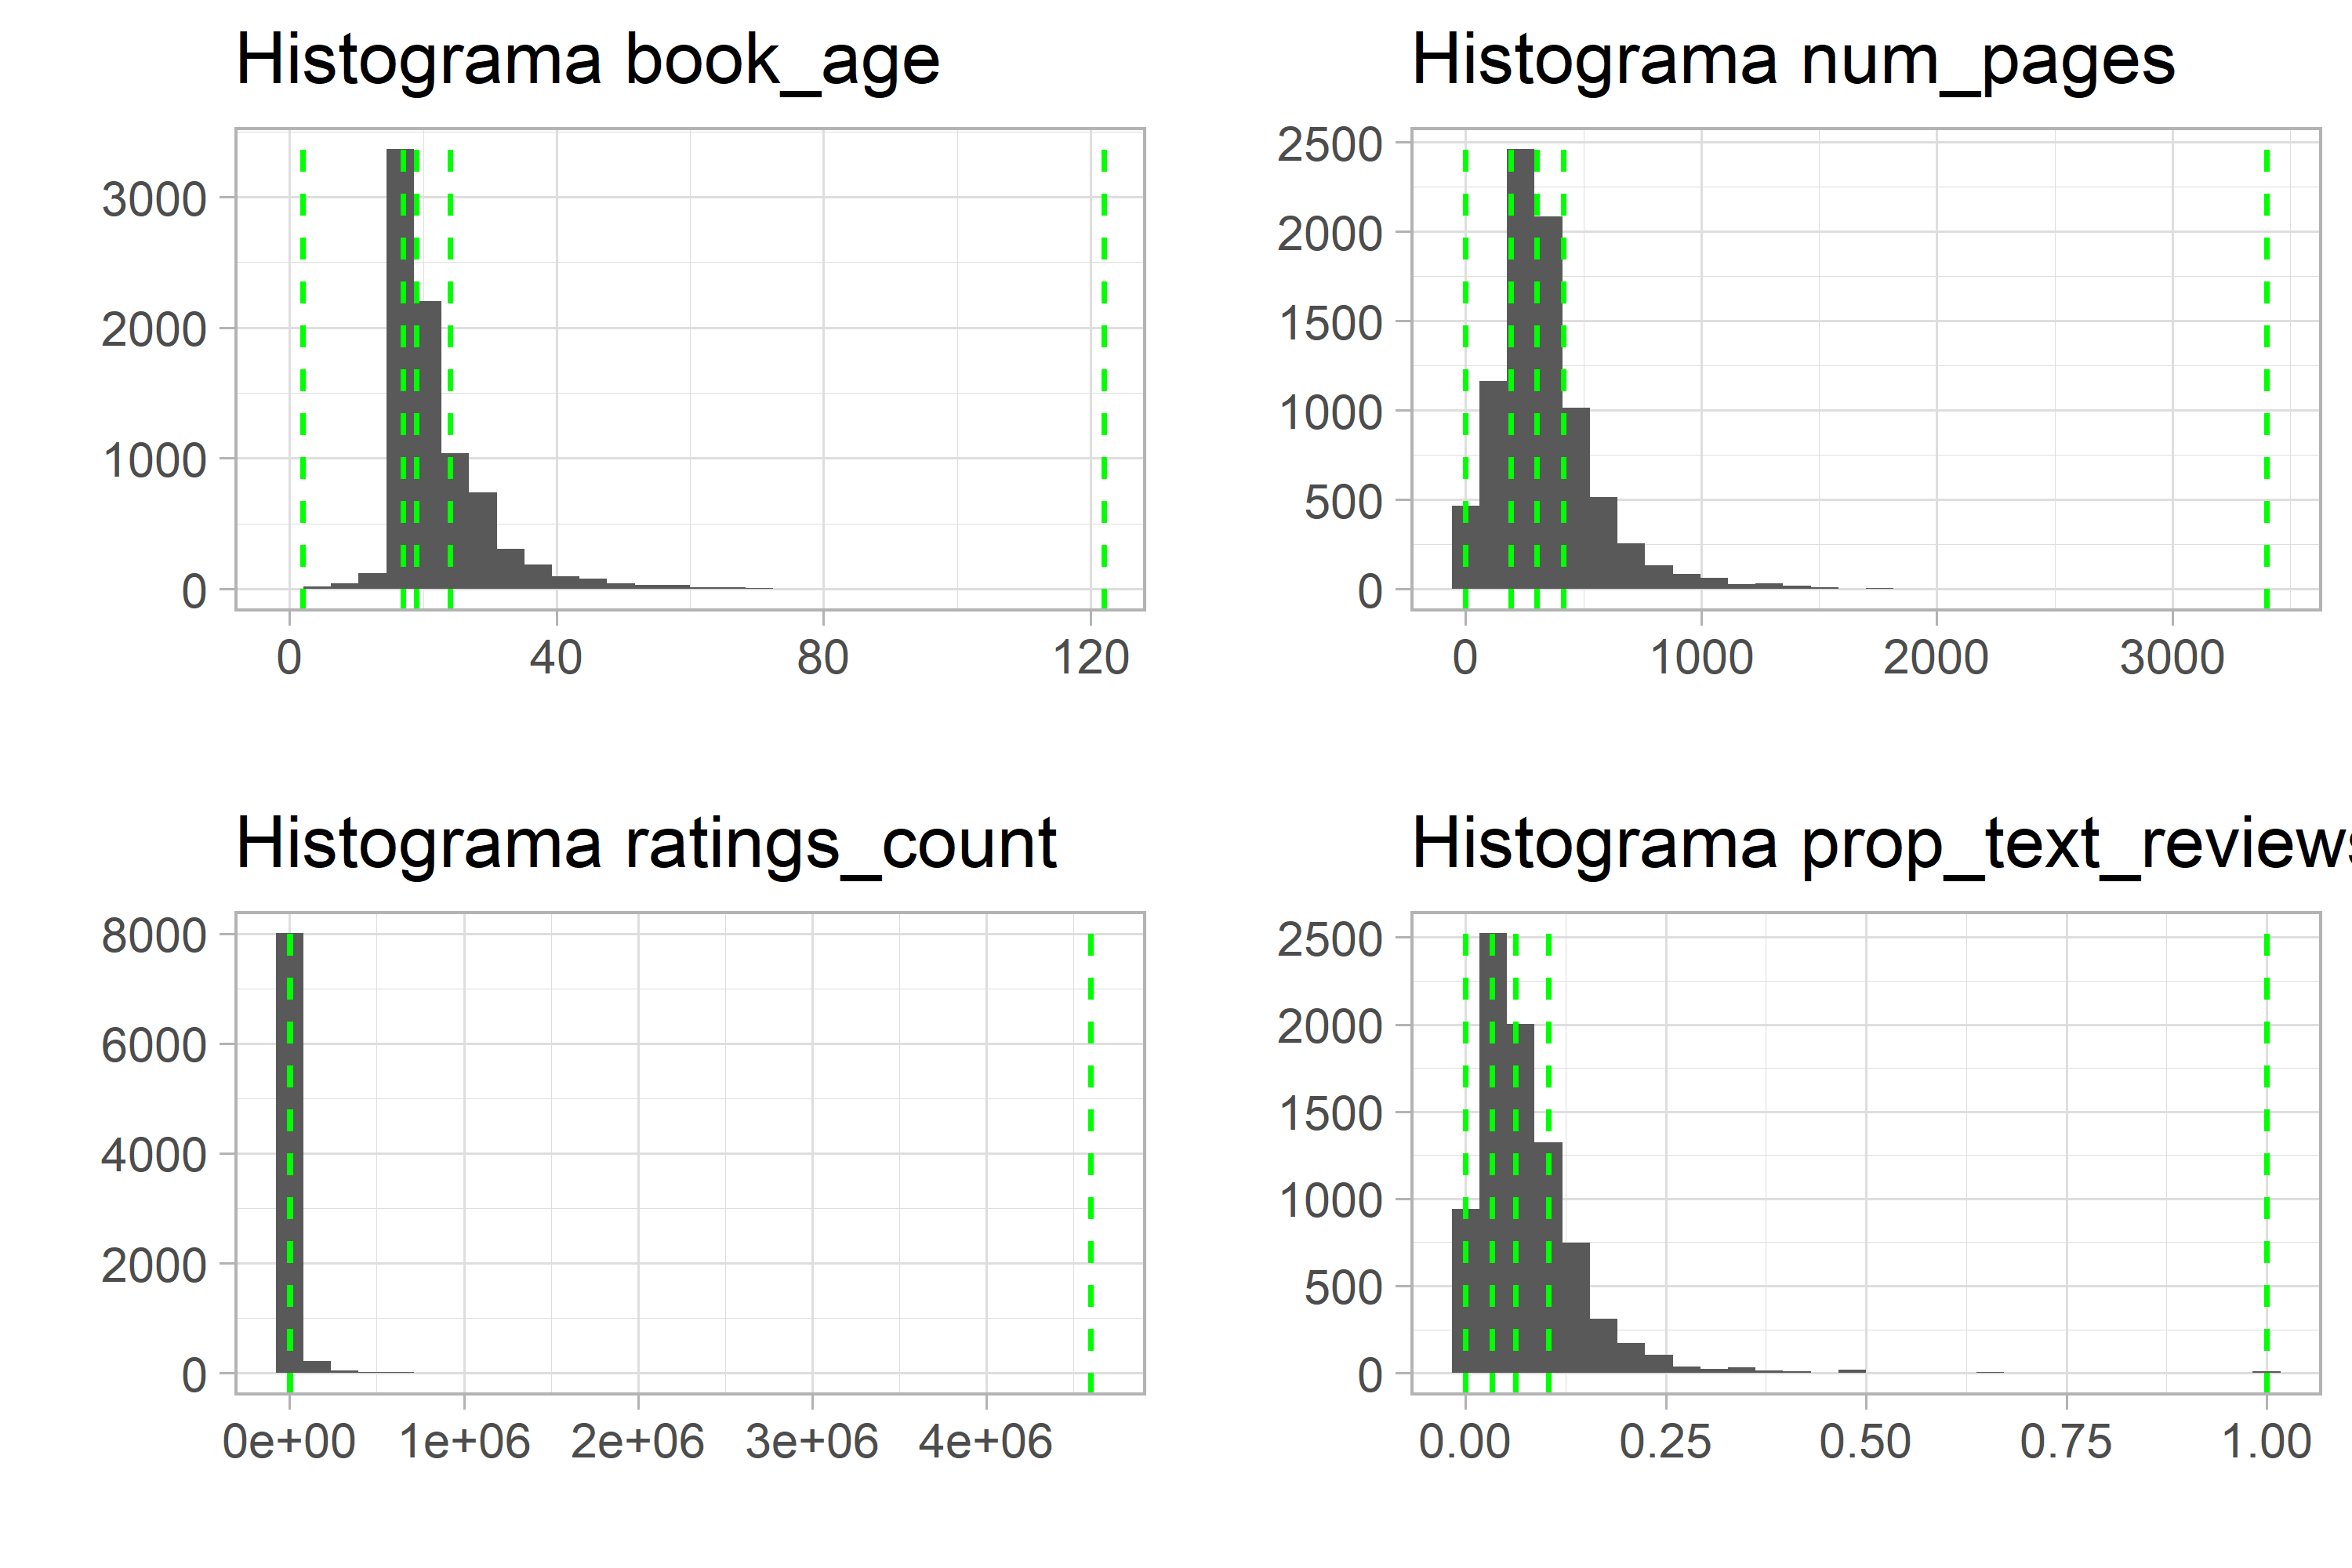 Histograma book_age
3000
2000
1000
0
0 40 80 120
Histograma num_pages
2500
2000
1500
1000
500
0
0 1000 2000 3000
Histograma ratings_count
8000
6000
4000
2000
0
0e+00 1e+06 2e+06 3e+06 4e+06
Histograma prop_text_reviews
2500
2000
1500
1000
500
0
0.00 0.25 0.50 0.75 1.00